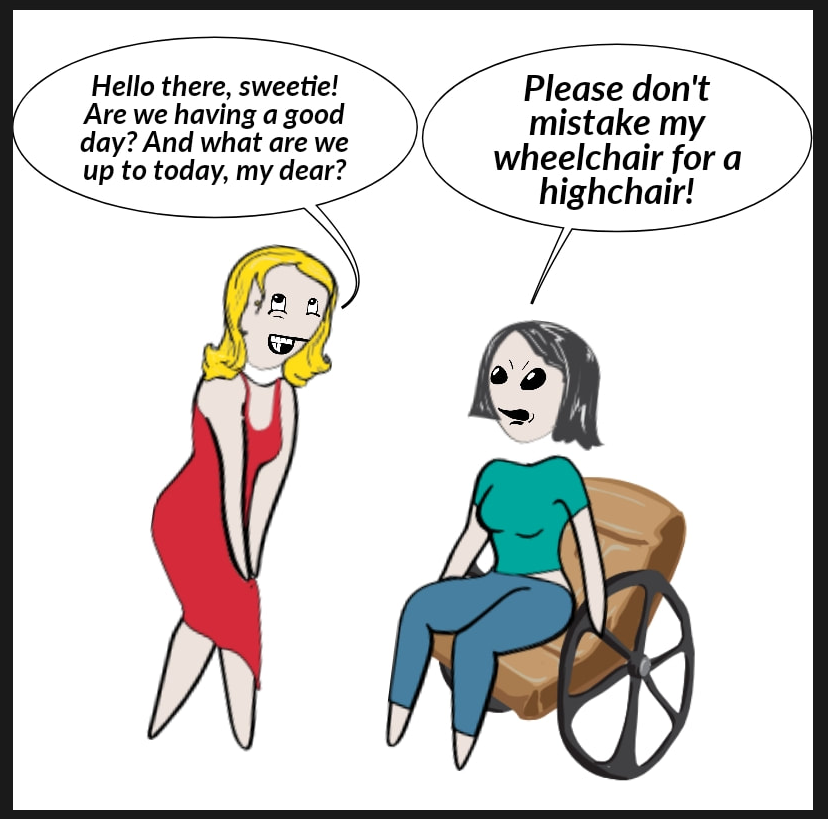 Hello there, sweetie!
Are we having a good
day? And what are we
up to today, my dear?
Please don't
mistake my
wheelchair for a
highchair!